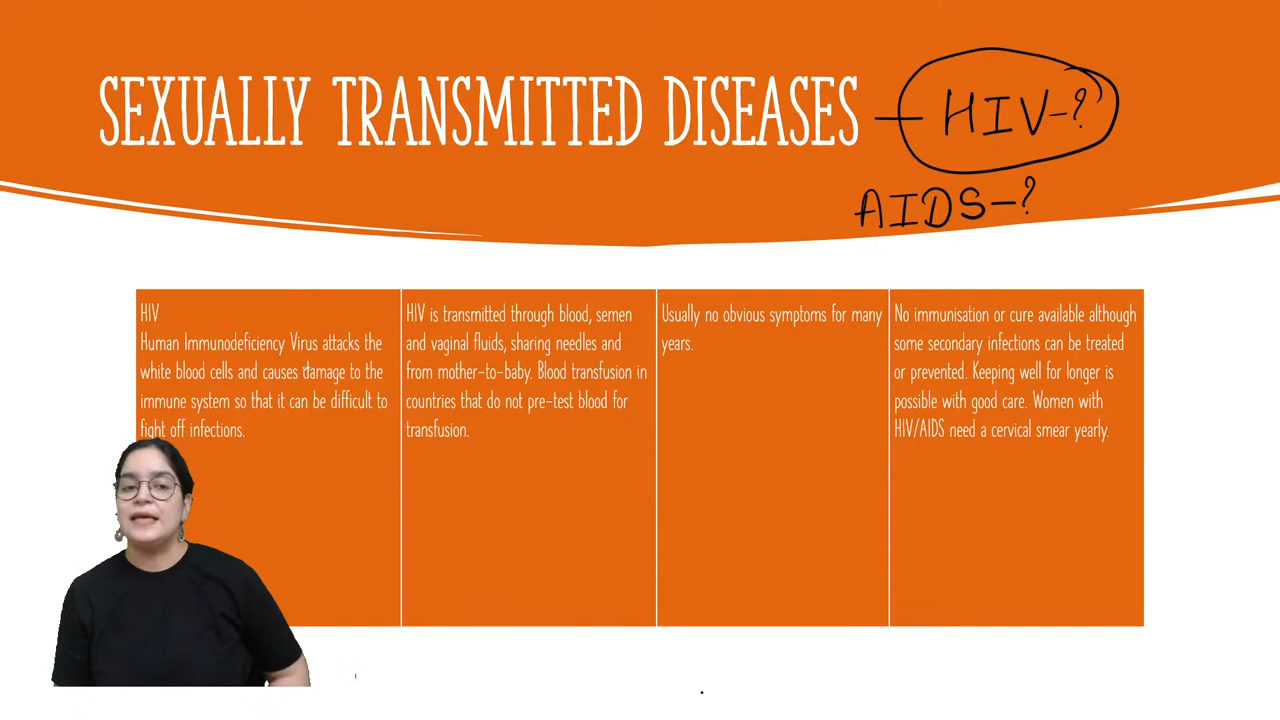 SEXUALLY TRANSMITTED DISEASES — HIV-?
AIDS-?
HIV
Human Immunodeficiency Virus attacks the
white blood cells and causes damage to the
immune system so that it can be difficult to
fight off infections.
HIV is transmitted through blood, semen
and vaginal fluids, sharing needles and
from mother-to-baby. Blood transfusion in
countries that do not pre-test blood for
transfusion.
Usually no obvious symptoms for many
years.
No immunisation or cure available although
some secondary infections can be treated
or prevented. Keeping well for longer is
possible with good care. Women with
HIV/AIDS need a cervical smear yearly.